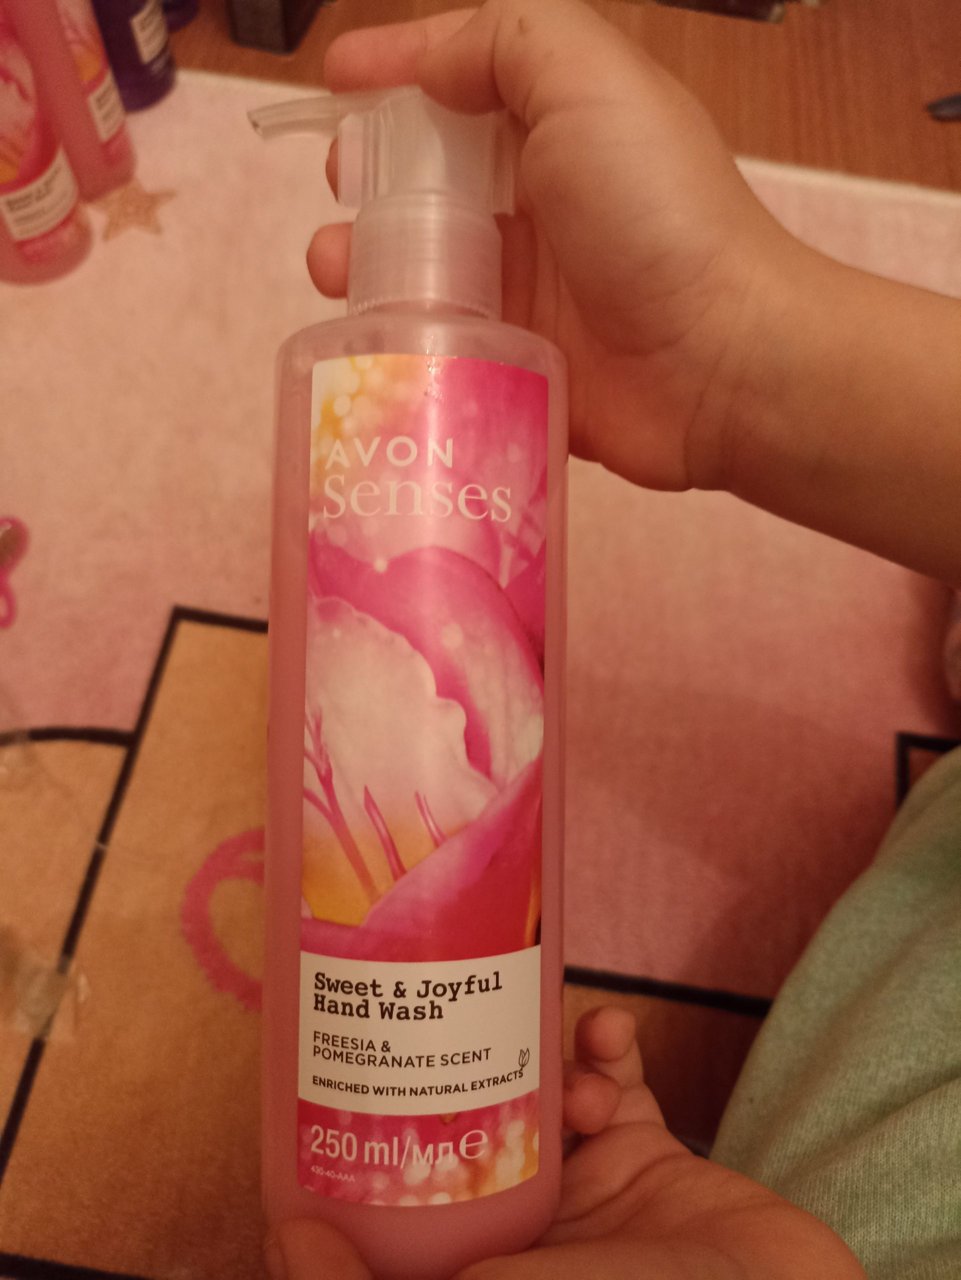 AVON
Senses
Sweet & Joyful
Hand Wash
FREESIA &
POMEGRANATE SCENT
ENRICHED WITH NATURAL EXTRACTS
250 ml/мл e